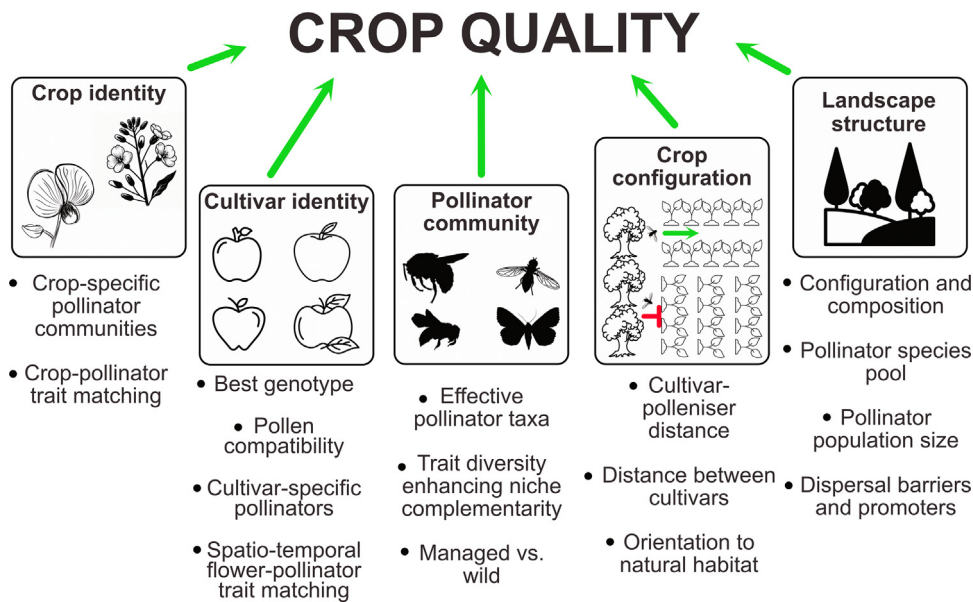 CROP QUALITY
Crop identity
• Crop-specific
pollinator
communities
• Crop-pollinator
trait matching
Cultivar identity
• Best genotype
• Pollen
compatibility
• Cultivar-specific
pollinators
• Spatio-temporal
flower-pollinator
trait matching
Pollinator
community
• Effective
pollinator taxa
• Trait diversity
enhancing niche
complementarity
• Managed vs.
wild
Crop
configuration
• Cultivar-
polleniser
distance
• Distance between
cultivars
• Orientation to
natural habitat
Landscape
structure
• Configuration and
composition
• Pollinator species
pool
• Pollinator
population size
• Dispersal barriers
and promoters